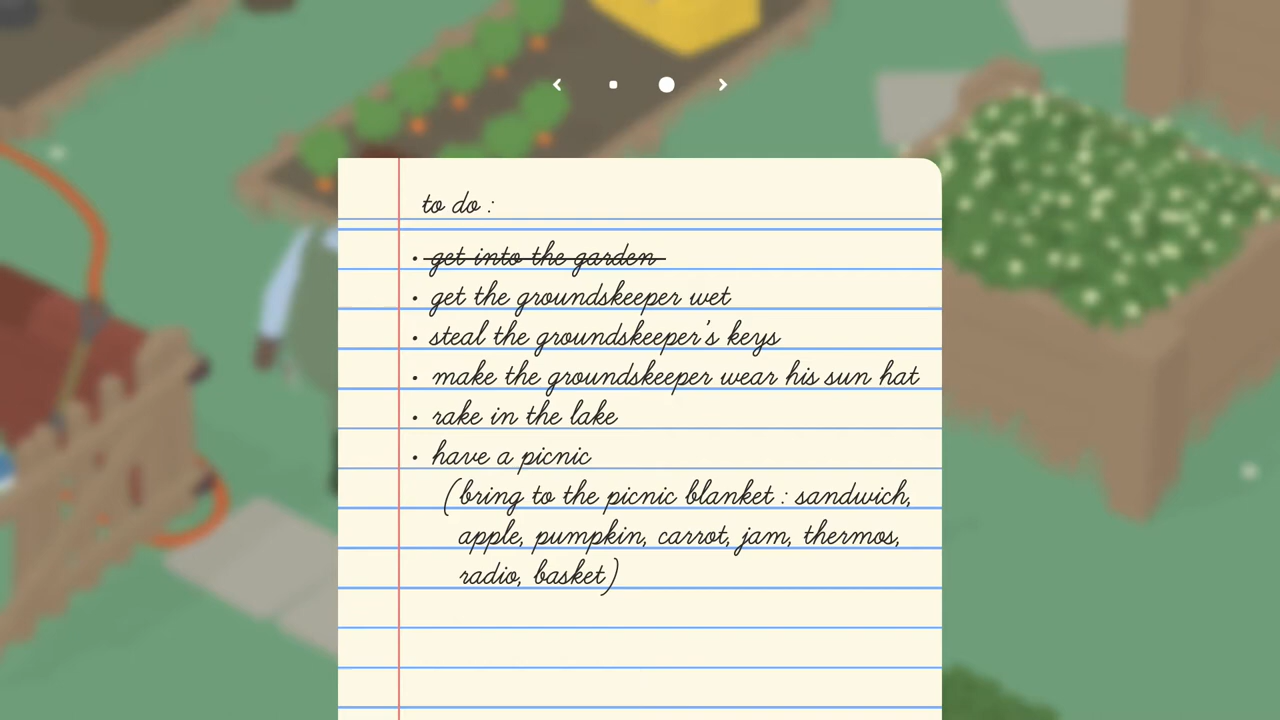 to do :
• get into the garden
• get the groundskeeper wet
• steal the groundskeeper's keys
• make the groundskeeper wear his sun hat
• rake in the lake
• have a picnic
(bring to the picnic blanket : sandwich,
apple, pumpkin, carrot, jam, thermos,
radio, basket)